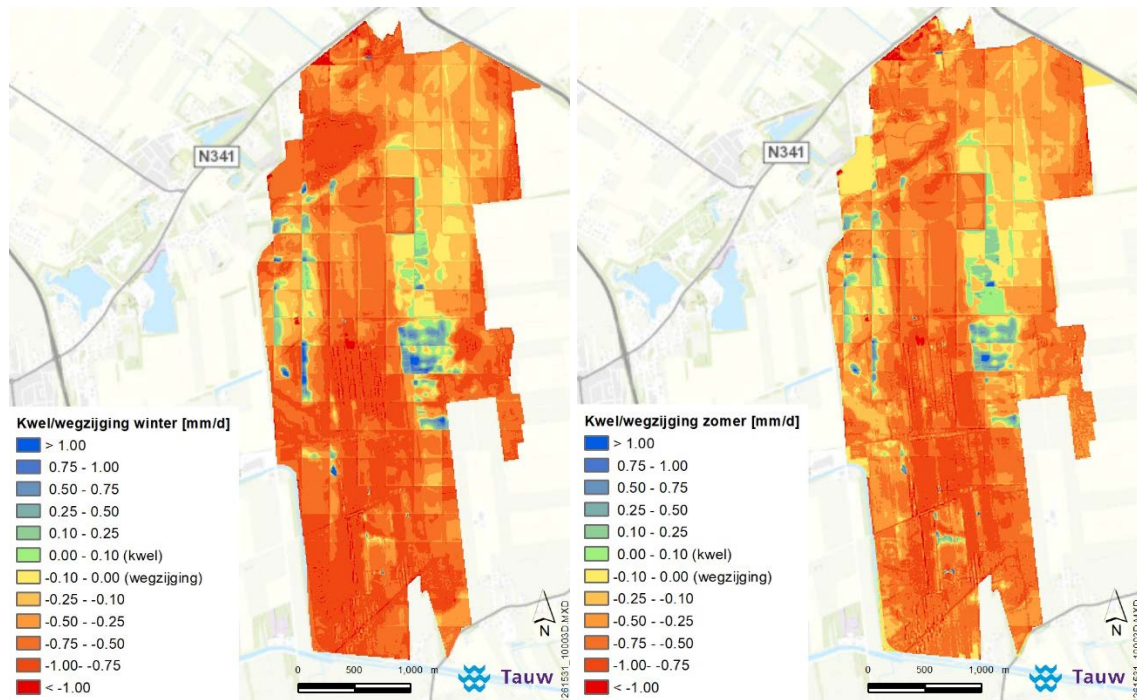 N341
Kwel/wegzijging winter [mm/d]
> 1.00
0.75 - 1.00
0.50 - 0.75
0.25 - 0.50
0.10 - 0.25
0.00 - 0.10 (kwel)
-0.10 - 0.00 (wegzijging)
-0.25 - -0.10
-0.50 - -0.25
-0.75 - -0.50
-1.00- -0.75
< -1.00
0 500 1,000 m
N
Tauw
261531_10003D.MXD
N341
Kwel/wegzijging zomer [mm/d]
> 1.00
0.75 - 1.00
0.50 - 0.75
0.25 - 0.50
0.10 - 0.25
0.00 - 0.10 (kwel)
-0.10 - 0.00 (wegzijging)
-0.25 - -0.10
-0.50 - -0.25
-0.75 - -0.50
-1.00- -0.75
< -1.00
0 500 1,000 m
N
Tauw